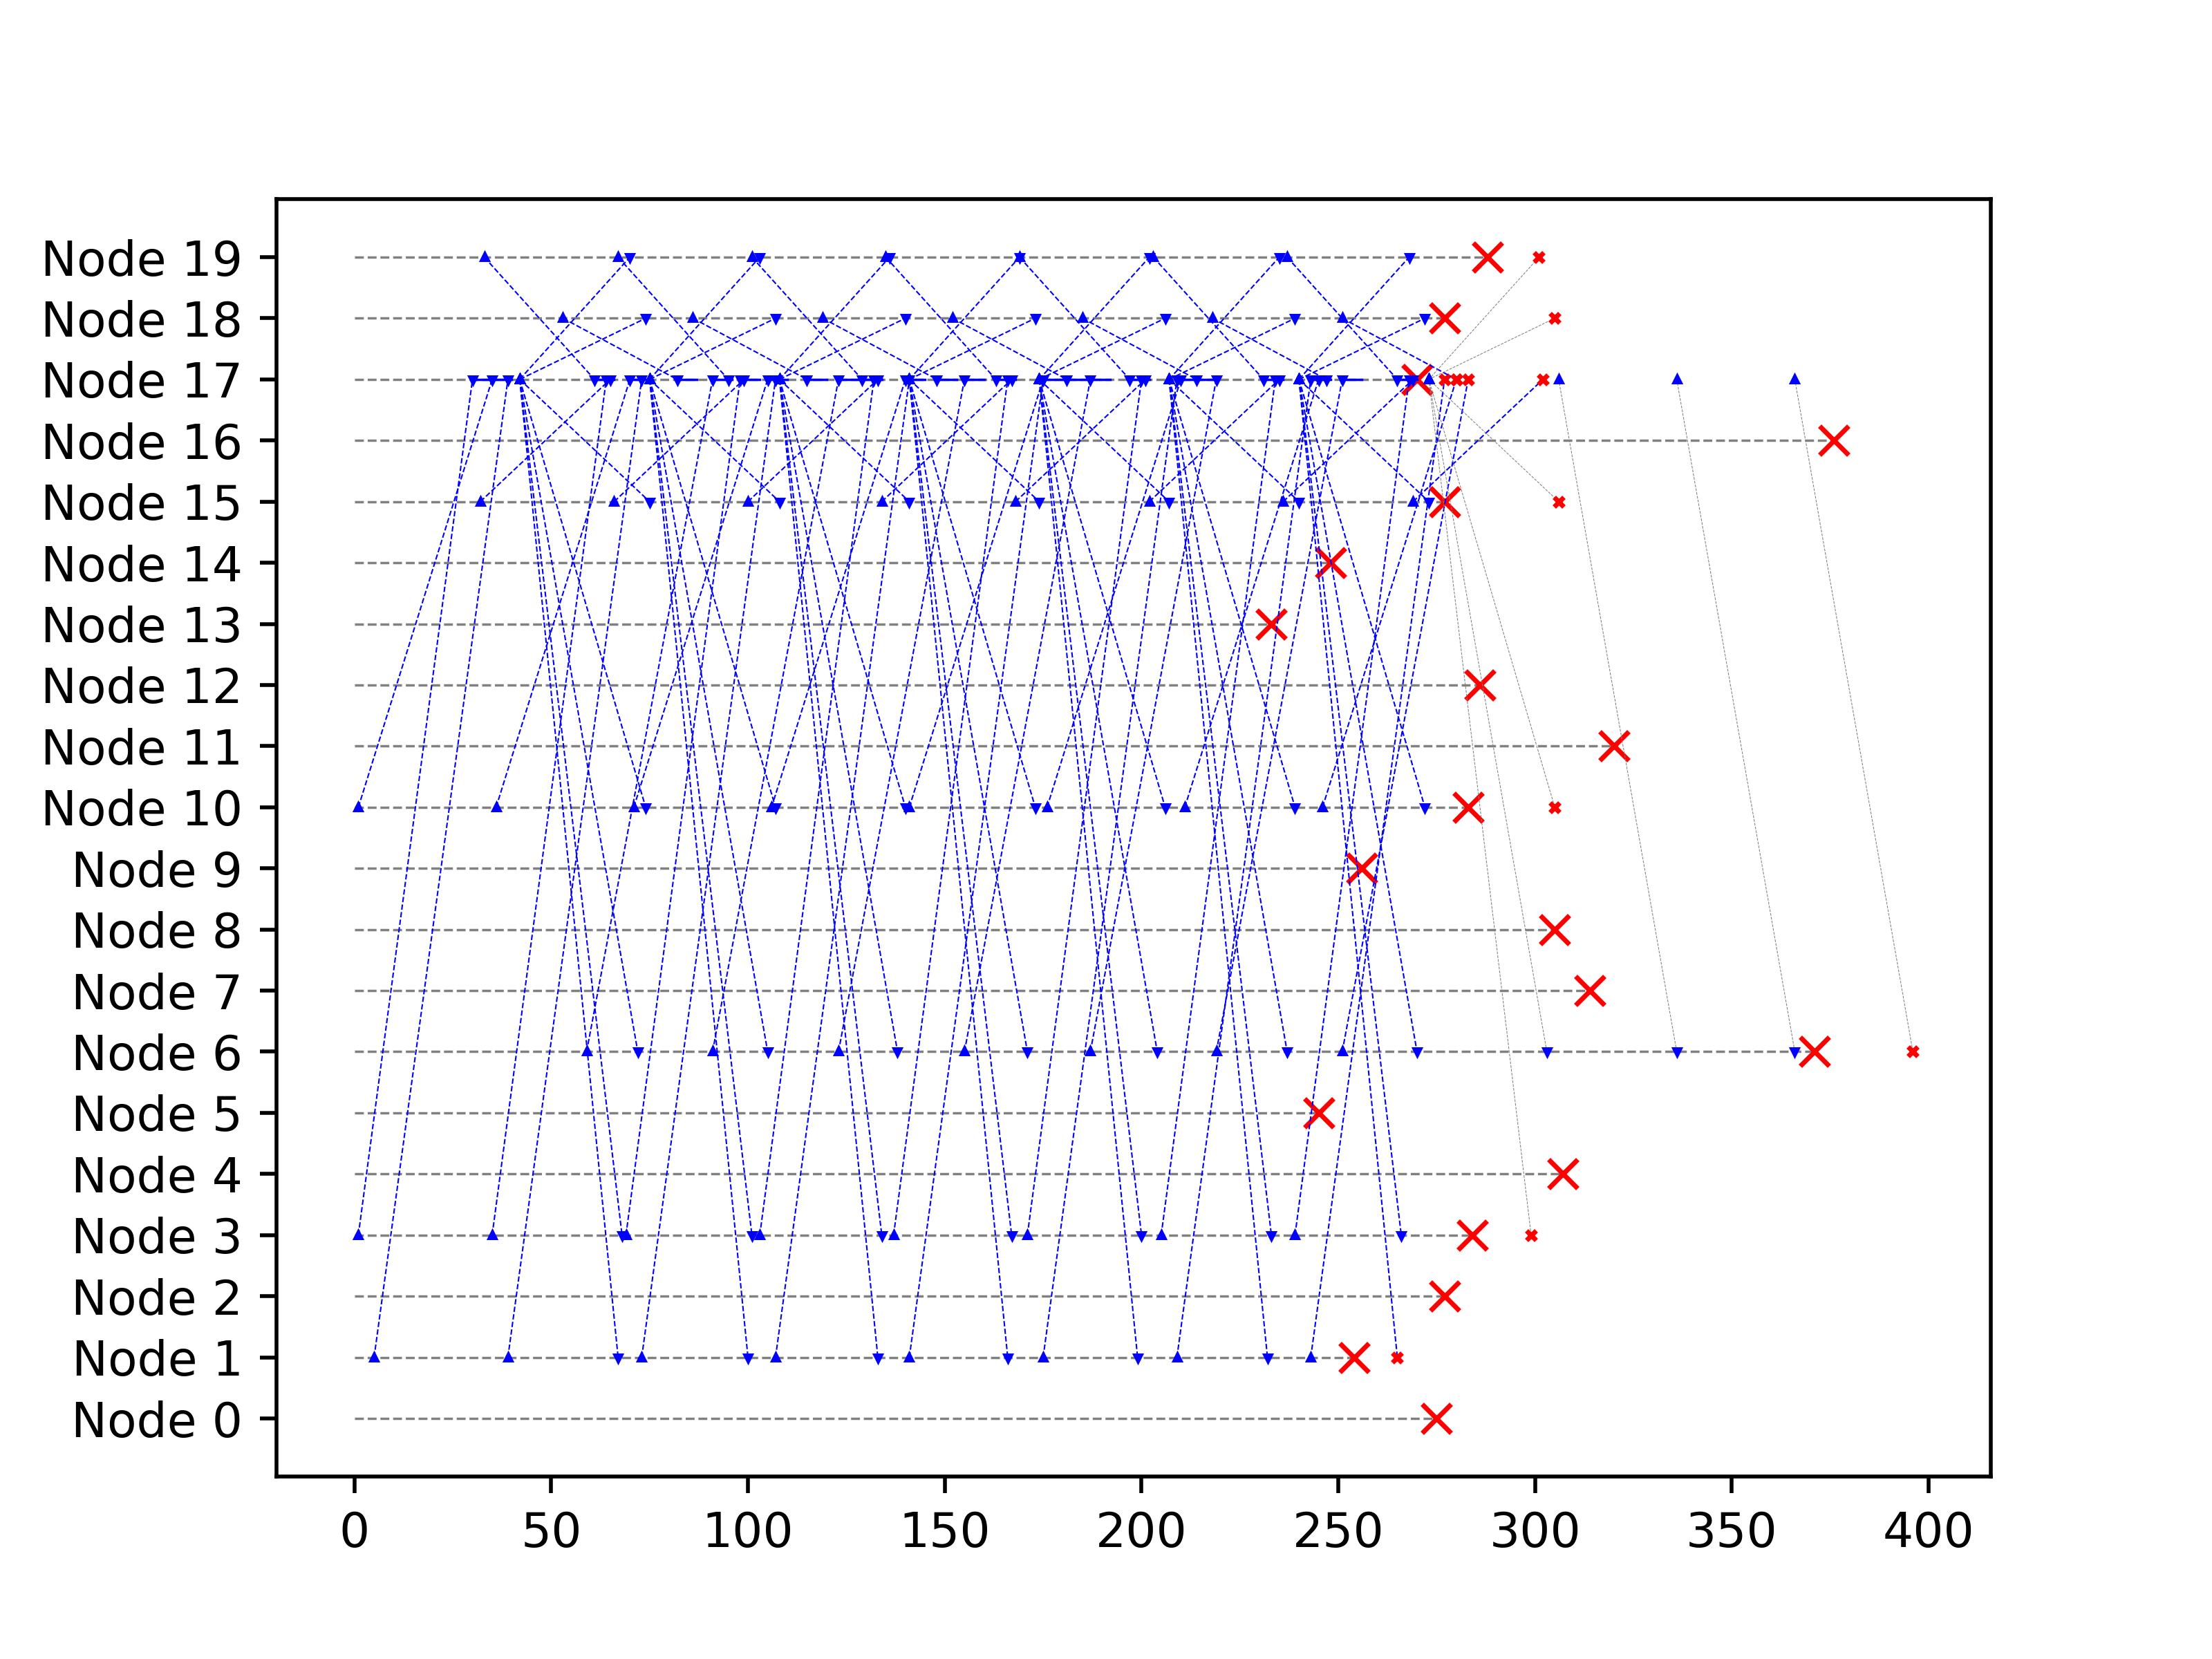 Node 19
Node 18
Node 17
Node 16
Node 15
Node 14
Node 13
Node 12
Node 11
Node 10
Node 9
Node 8
Node 7
Node 6
Node 5
Node 4
Node 3
Node 2
Node 1
Node 0
0 50 100 150 200 250 300 350 400